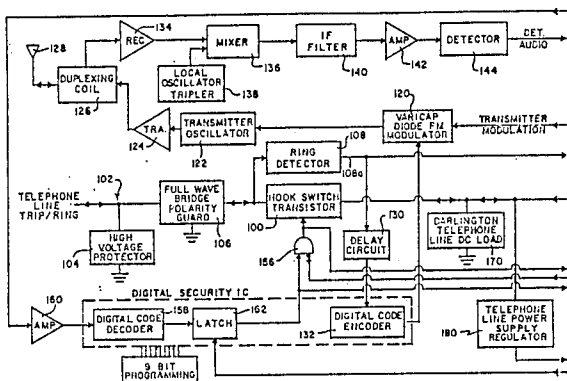 134
REC
MIXER
136
IF
FILTER
140
AMP
142
DETECTOR
144
DET.
AUDIO
128
LOCAL
OSCILLATOR
TRIPLER
138
DUPLEXING
COIL
126
TRA.
124
TRANSMITTER
OSCILLATOR
122
120
VARICAP
DIODE FM
MODULATOR
TRANSMITTER
MODULATION
108
RING
DETECTOR
108a
102
TELEPHONE
LINE
TRIP/RING
FULL WAVE
BRIDGE
POLARITY
GUARD
106
HOOK SWITCH
TRANSISTOR
100
130
DELAY
CIRCUIT
CARLINGTON
TELEPHONE
LINE DC LOAD
170
HIGH
VOLTAGE
PROTECTOR
104
156
DIGITAL SECURITY IC
160
AMP
158
DIGITAL CODE
DECODER
162
LATCH
DIGITAL CODE
ENCODER
132
TELEPHONE
LINE POWER
SUPPLY
REGULATOR
180
9 BIT
PROGRAMMING